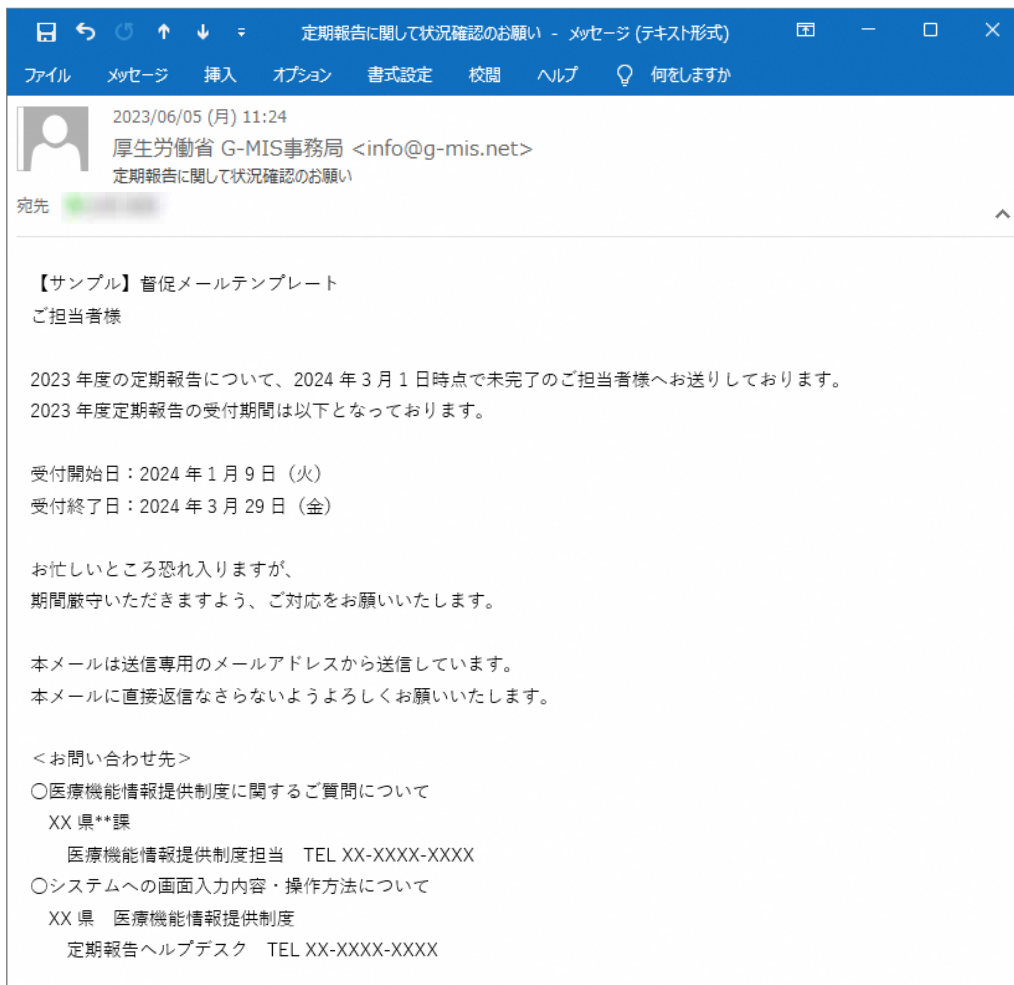 定期報告に関して状況確認のお願い - メッセージ (テキスト形式)
ファイル メッセージ 挿入 オプション 書式設定 校閲 ヘルプ 何をしますか
2023/06/05 (月) 11:24
厚生労働省 G-MIS事務局 <info@g-mis.net>
定期報告に関して状況確認のお願い
宛先
【サンプル】督促メールテンプレート
ご担当者様
2023 年度の定期報告について、2024 年 3 月 1 日時点で未完了のご担当者様へお送りしております。
2023 年度定期報告の受付期間は以下となっております。
受付開始日：2024 年 1 月 9 日（火）
受付終了日：2024 年 3 月 29 日（金）
お忙しいところ恐れ入りますが、
期間厳守いただきますよう、ご対応をお願いいたします。
本メールは送信専用のメールアドレスから送信しています。
本メールに直接返信なさらないようよろしくお願いいたします。
＜お問い合わせ先＞
○医療機能情報提供制度に関するご質問について
XX 県**課
医療機能情報提供制度担当 TEL XX-XXXX-XXXX
○システムへの画面入力内容・操作方法について
XX 県 医療機能情報提供制度
定期報告ヘルプデスク TEL XX-XXXX-XXXX